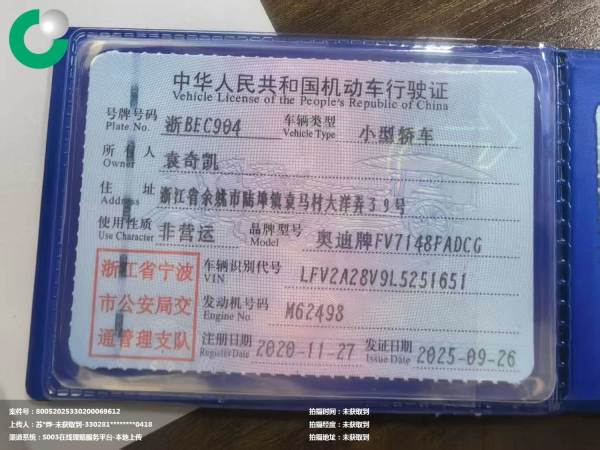 中华人民共和国机动车行驶证
Vehicle License of the People's Republic of China
号牌号码 浙BEC904 车辆类型 小型轿车
Plate No. Vehicle Type
所有人 袁奇凯
Owner
住址 浙江省余姚市陆埠镇袁马村大洋弄39号
Address
使用性质 非营运 品牌型号 奥迪牌FV7148FADCG
Use Character Model
浙江省宁波市公安局交通管理支队
车辆识别代号 LFV2A28V9L5251651
VIN
发动机号码 M62498
Engine No.
注册日期 2020-11-27 发证日期 2025-09-26
Register Date Issue Date
案件号:80052025330200069612 拍摄时间:未获取到
上传人:苏*烨-未获取到-330281********0418 拍摄经度:未获取到
渠道系统:S003在线理赔服务平台-本地上传 拍摄地址:未获取到